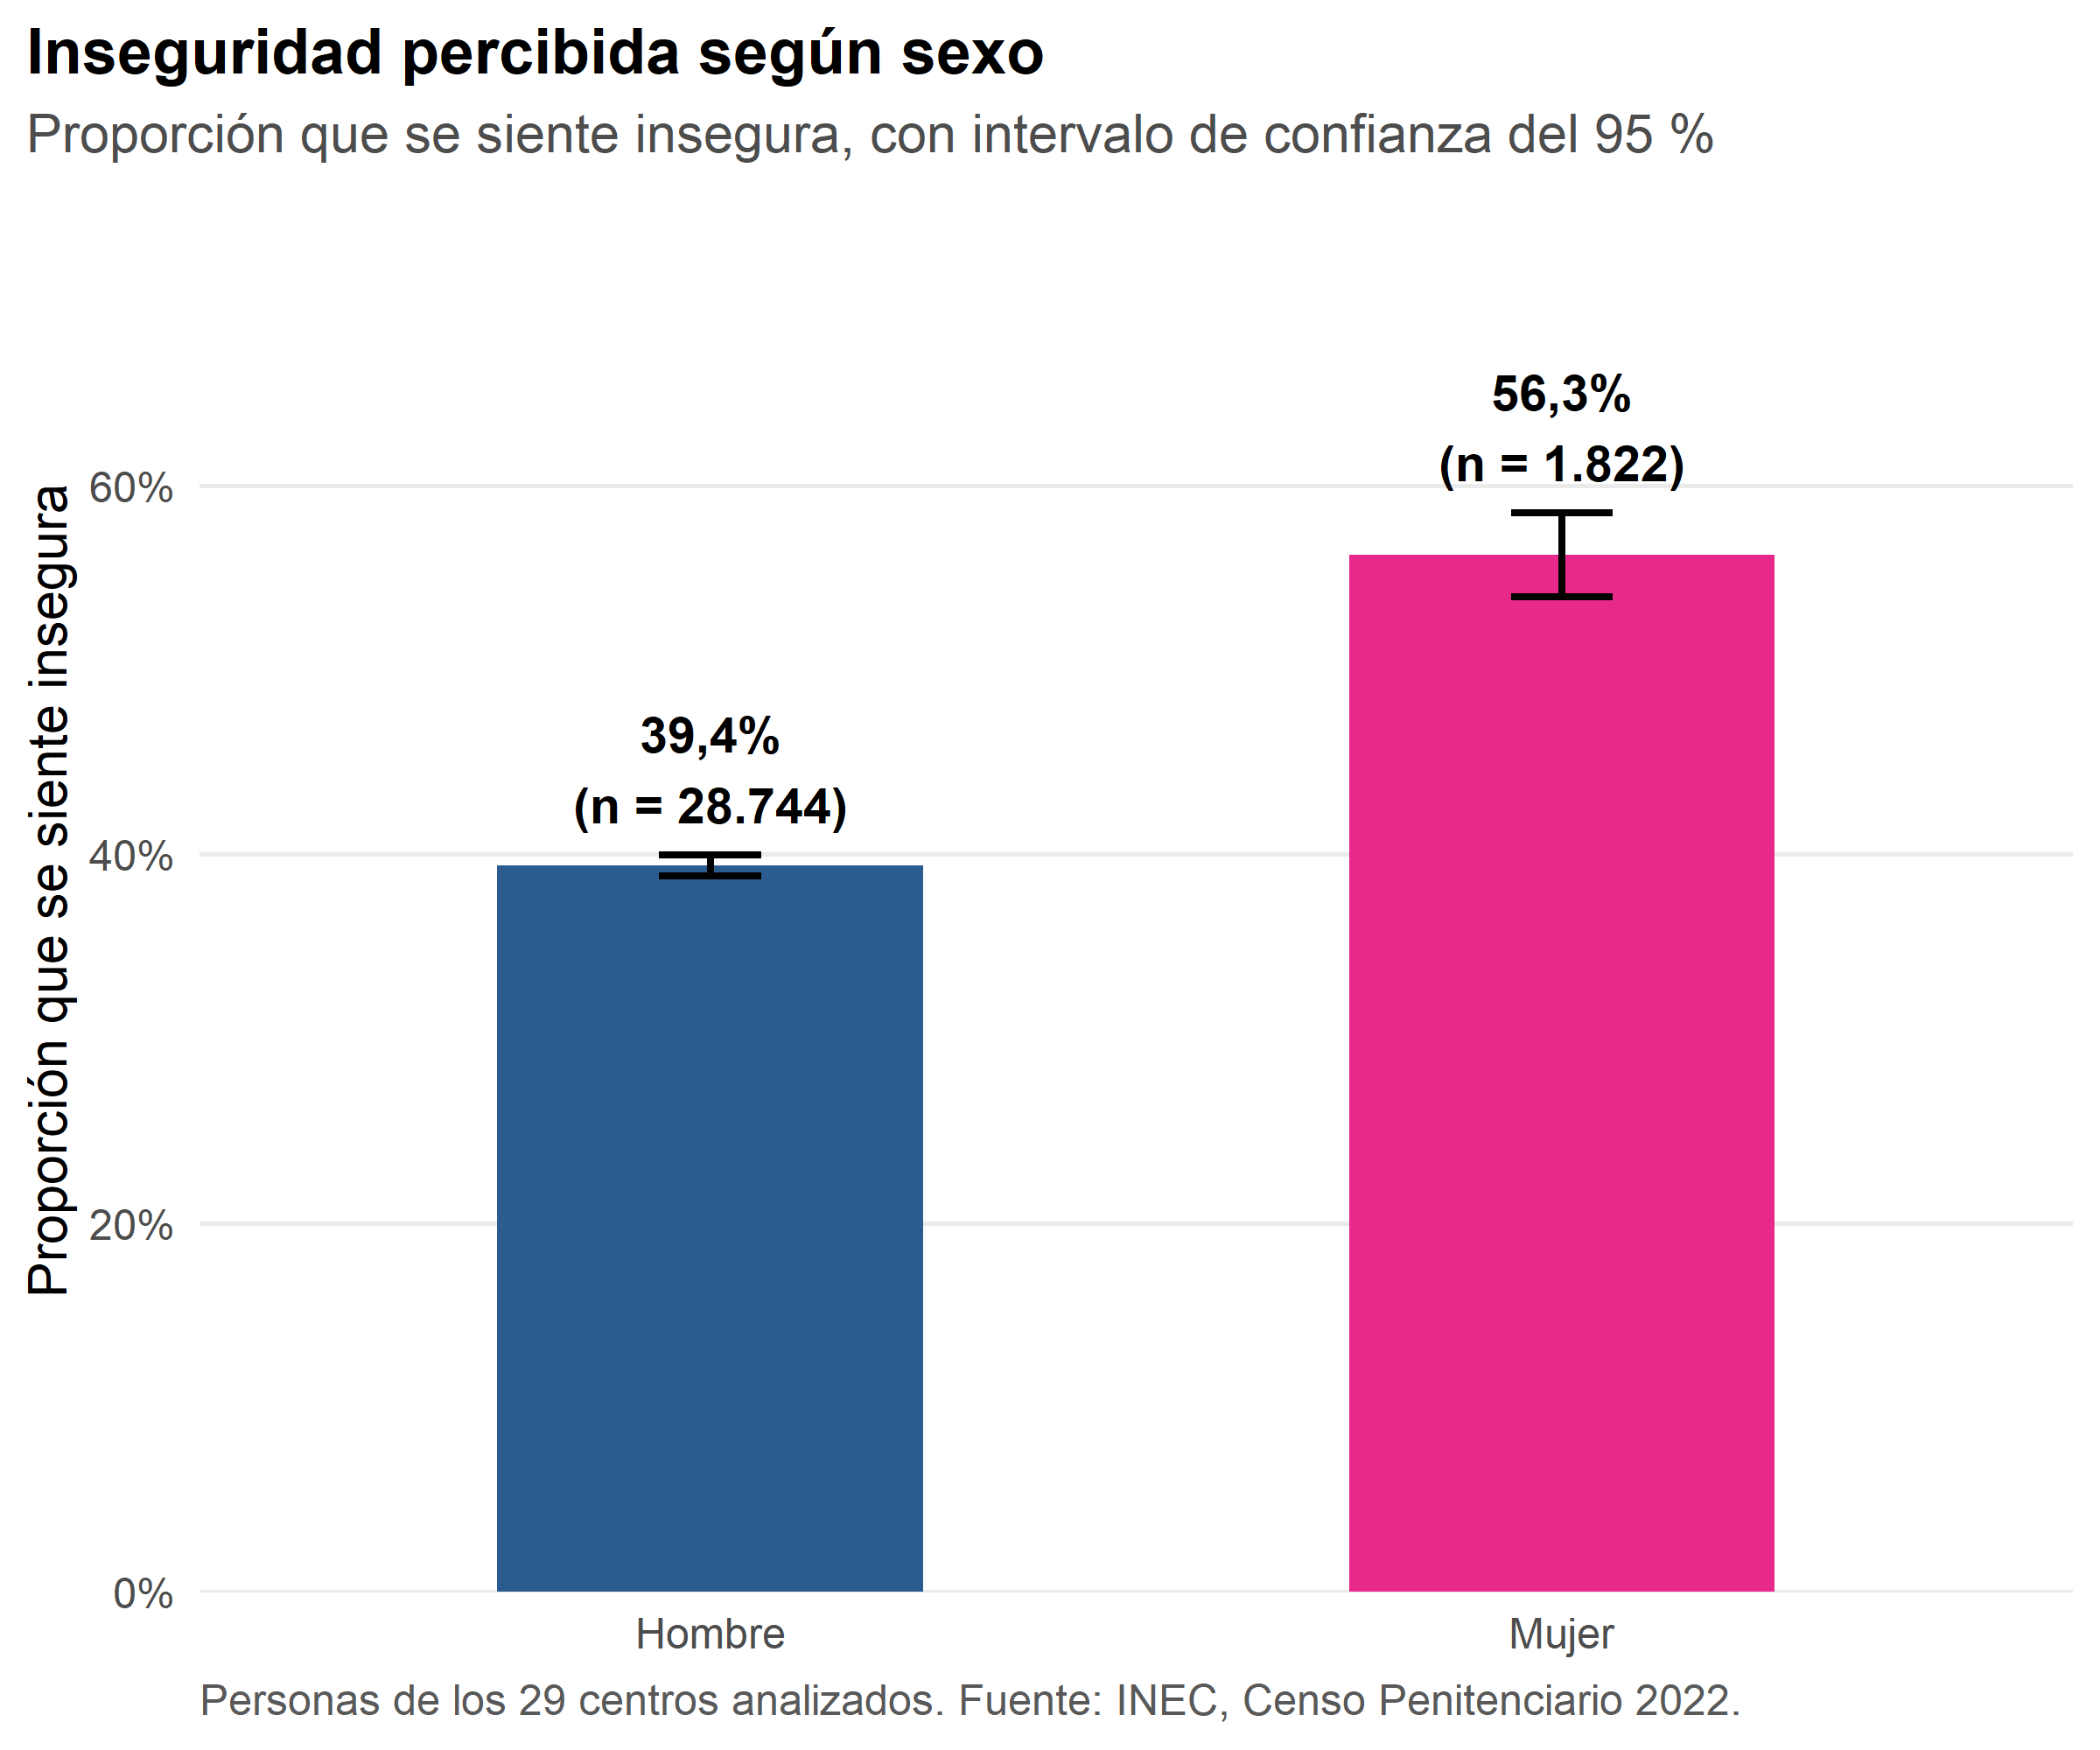 Inseguridad percibida según sexo
Proporción que se siente insegura, con intervalo de confianza del 95 %
Proporción que se siente insegura
60%
40%
20%
0%
56,3%
(n = 1.822)
39,4%
(n = 28.744)
Hombre
Mujer
Personas de los 29 centros analizados. Fuente: INEC, Censo Penitenciario 2022.